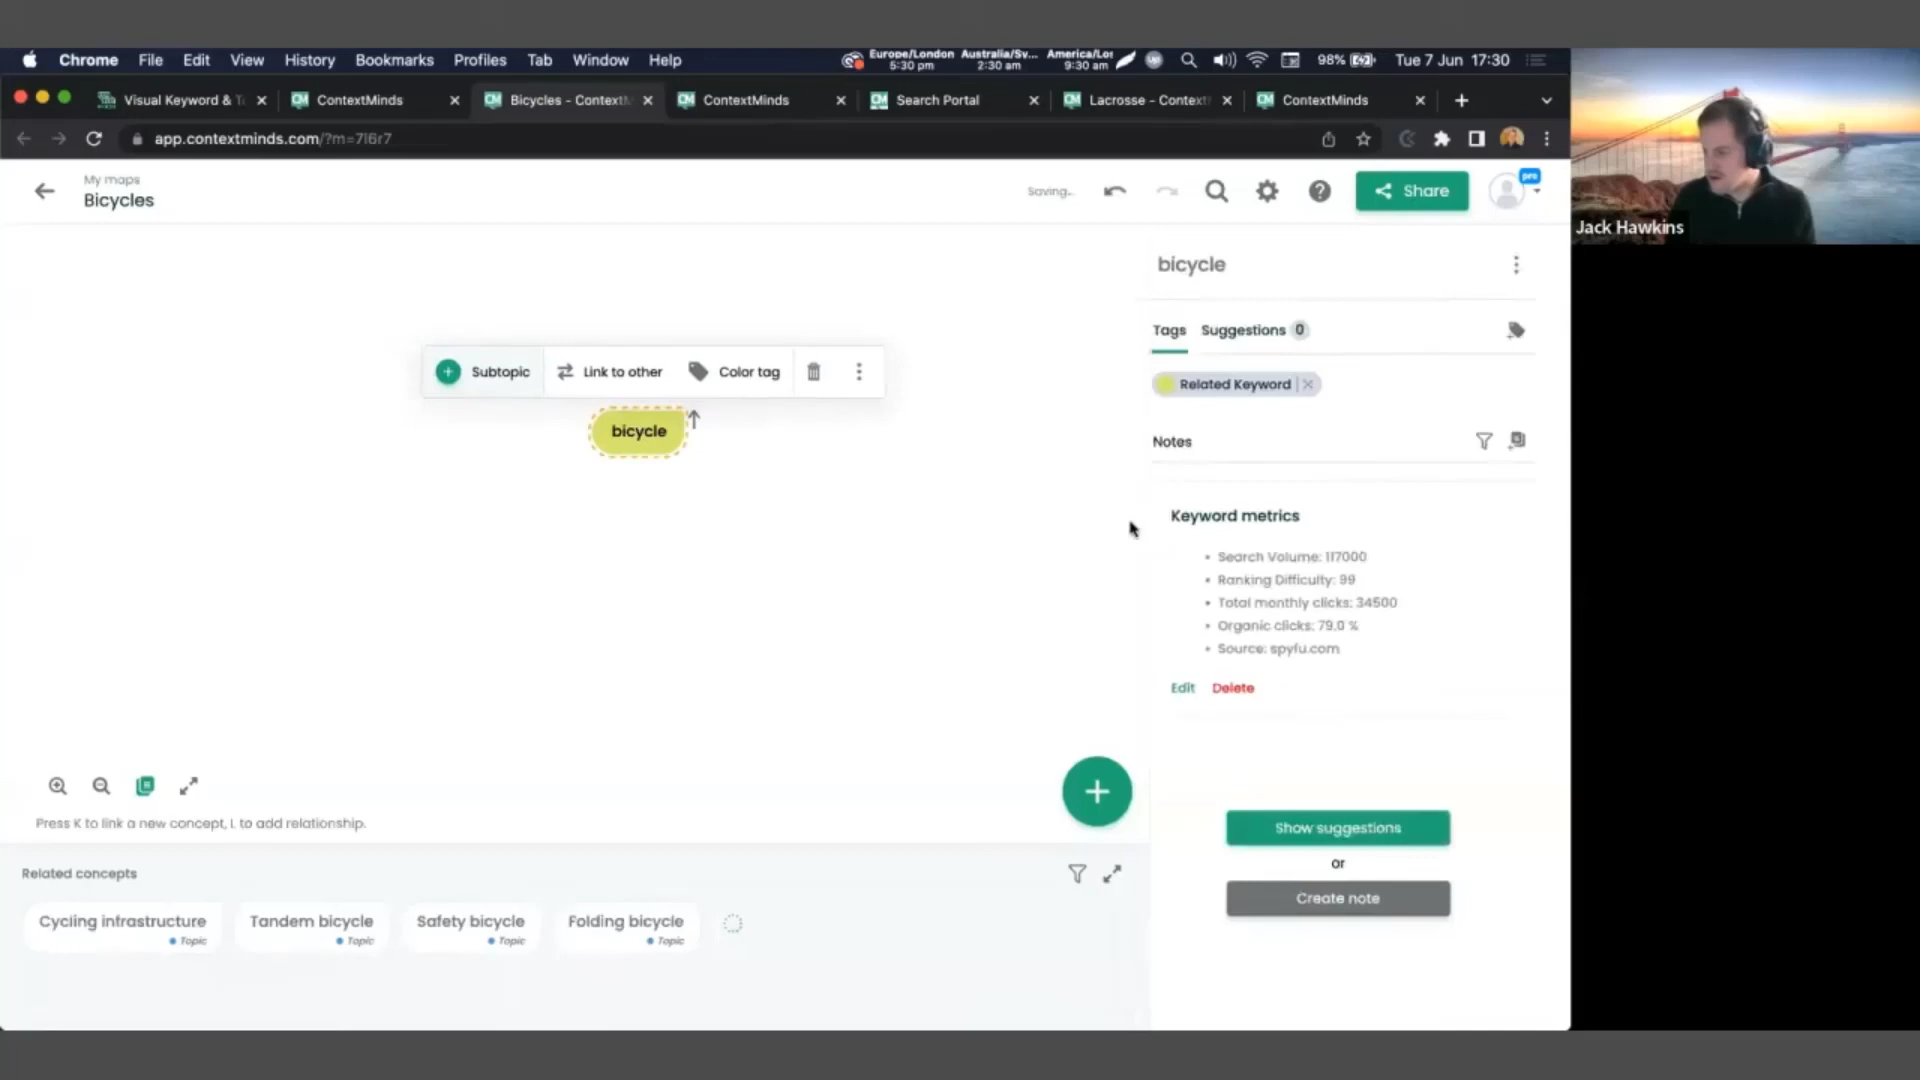 Chrome File Edit View History Bookmarks Profiles Tab Window Help
Europe/London Australia/Sy... America/Los
5:30 pm 2:30 am 9:30 am
98% Tue 7 Jun 17:30
Visual Keyword & T
ContextMinds
Bicycles - Context
ContextMinds
Search Portal
Lacrosse - Context
ContextMinds
app.contextminds.com/?m=7l6r7
My maps
Bicycles
Saving...
Share
pro
Jack Hawkins
bicycle
Tags Suggestions 0
Subtopic Link to other Color tag
Related Keyword
bicycle
Notes
Keyword metrics
• Search Volume: 117000
• Ranking Difficulty: 99
• Total monthly clicks: 34500
• Organic clicks: 79.0 %
• Source: spyfu.com
Edit Delete
Press K to link a new concept, L to add relationship.
Show suggestions
or
Create note
Related concepts
Cycling infrastructure
Topic
Tandem bicycle
Topic
Safety bicycle
Topic
Folding bicycle
Topic